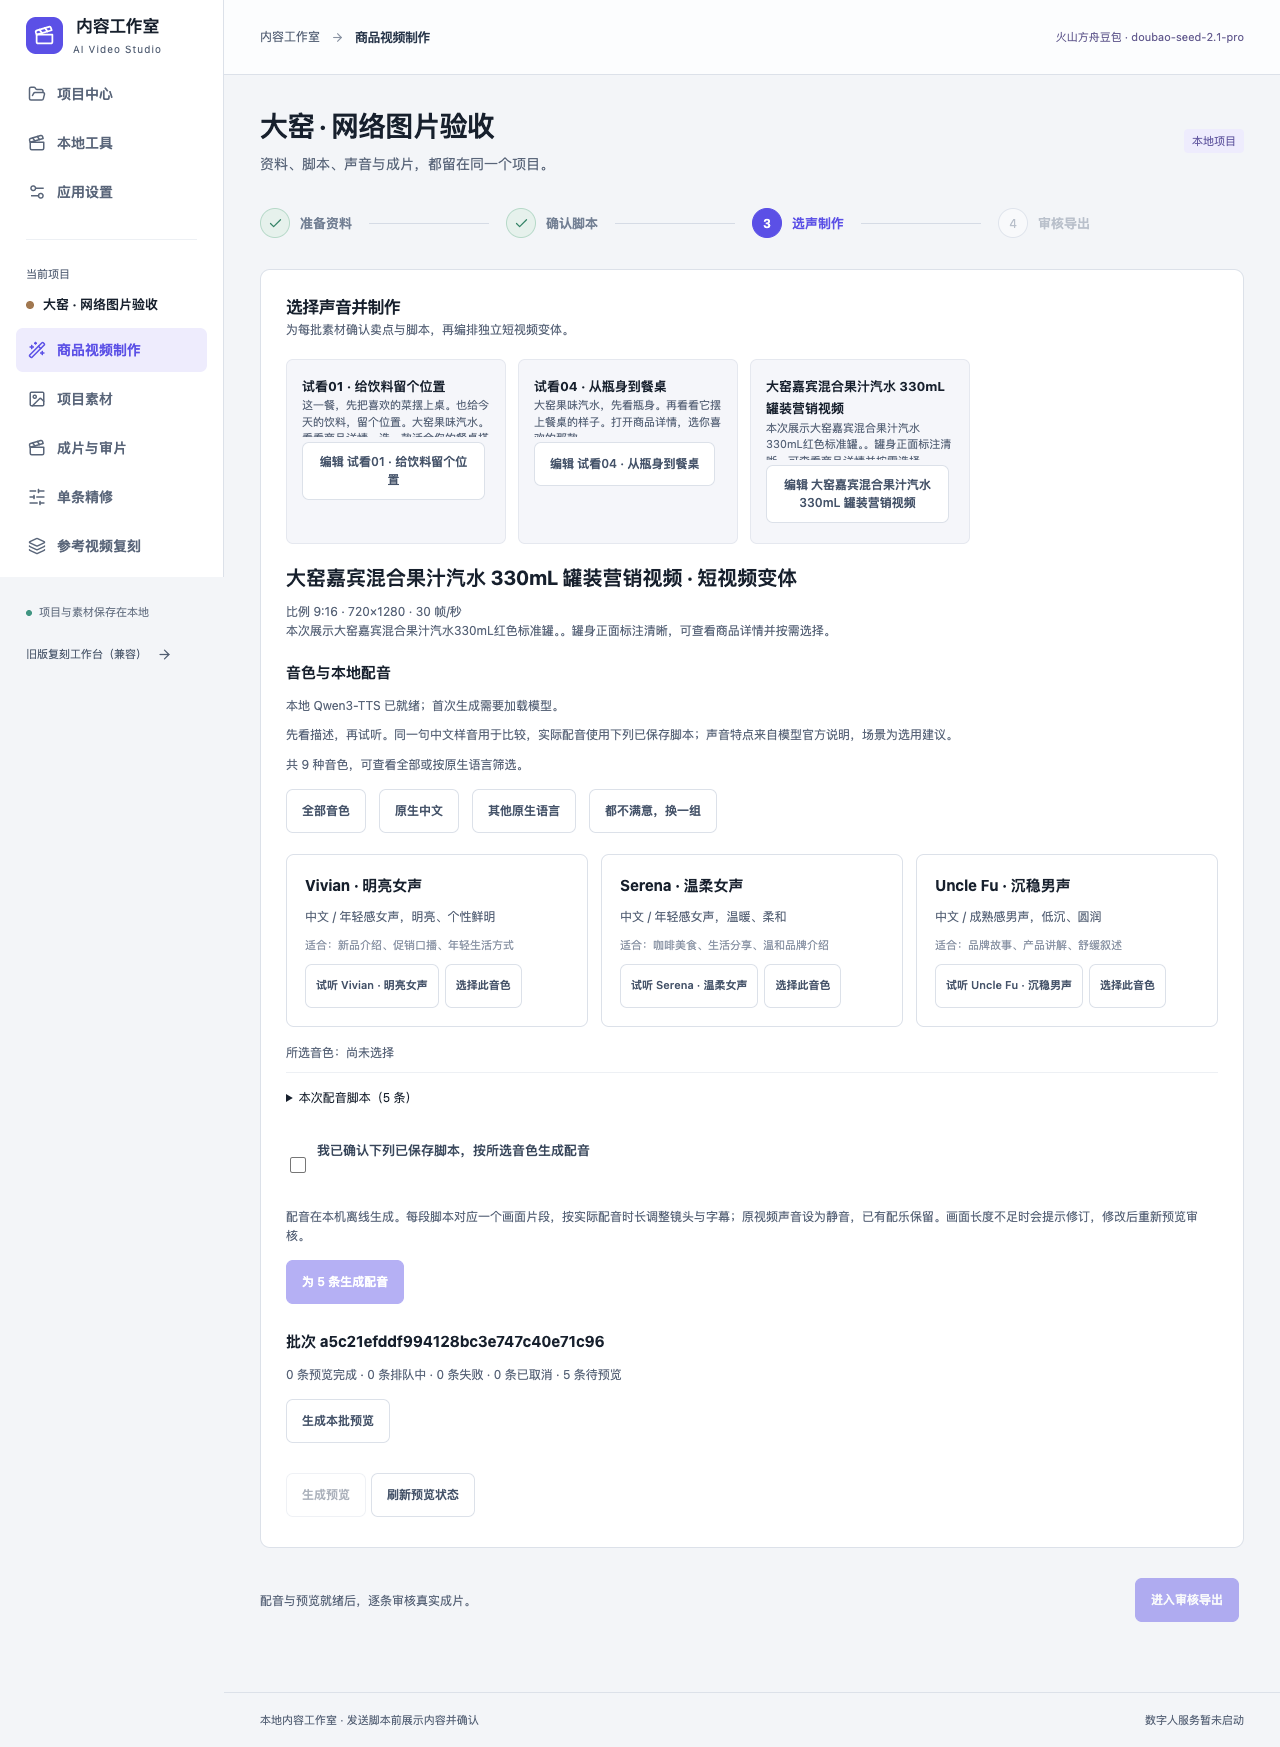 内容工作室
AI Video Studio
项目中心
本地工具
应用设置
当前项目
大窑 · 网络图片验收
商品视频制作
项目素材
成片与审片
单条精修
参考视频复刻
项目与素材保存在本地
旧版复刻工作台（兼容） →
内容工作室 → 商品视频制作
火山方舟豆包 · doubao-seed-2.1-pro
大窑 · 网络图片验收
本地项目
资料、脚本、声音与成片，都留在同一个项目。
准备资料
确认脚本
3 选声制作
4 审核导出
选择声音并制作
为每批素材确认卖点与脚本，再编排独立短视频变体。
试看01 · 给饮料留个位置
这一餐，先把喜欢的菜摆上桌。也给今
天的饮料，留个位置。大窑果味汽水。
编辑 试看01 · 给饮料留个位
置
试看04 · 从瓶身到餐桌
大窑果味汽水，先看瓶身。再看看它摆
上餐桌的样子。打开商品详情，选你喜
编辑 试看04 · 从瓶身到餐桌
大窑嘉宾混合果汁汽水 330mL
罐装营销视频
本次展示大窑嘉宾混合果汁汽水
330mL红色标准罐。。罐身正面标注清
编辑 大窑嘉宾混合果汁汽水
330mL 罐装营销视频
大窑嘉宾混合果汁汽水 330mL 罐装营销视频 · 短视频变体
比例 9:16 · 720×1280 · 30 帧/秒
本次展示大窑嘉宾混合果汁汽水330mL红色标准罐。。罐身正面标注清晰，可查看商品详情并按需选择。
音色与本地配音
本地 Qwen3-TTS 已就绪；首次生成需要加载模型。
先看描述，再试听。同一句中文样音用于比较，实际配音使用下列已保存脚本；声音特点来自模型官方说明，场景为选用建议。
共 9 种音色，可查看全部或按原生语言筛选。
全部音色
原生中文
其他原生语言
都不满意，换一组
Vivian · 明亮女声
中文 / 年轻感女声，明亮、个性鲜明
适合：新品介绍、促销口播、年轻生活方式
试听 Vivian · 明亮女声
选择此音色
Serena · 温柔女声
中文 / 年轻感女声，温暖、柔和
适合：咖啡美食、生活分享、温和品牌介绍
试听 Serena · 温柔女声
选择此音色
Uncle Fu · 沉稳男声
中文 / 成熟感男声，低沉、圆润
适合：品牌故事、产品讲解、舒缓叙述
试听 Uncle Fu · 沉稳男声
选择此音色
所选音色：尚未选择
本次配音脚本（5 条）
我已确认下列已保存脚本，按所选音色生成配音
配音在本机离线生成。每段脚本对应一个画面片段，按实际配音时长调整镜头与字幕；原视频声音设为静音，已有配乐保留。画面长度不足时会提示修订，修改后重新预览审
核。
为 5 条生成配音
批次 a5c21efddf994128bc3e747c40e71c96
0 条预览完成 · 0 条排队中 · 0 条失败 · 0 条已取消 · 5 条待预览
生成本批预览
生成预览
刷新预览状态
配音与预览就绪后，逐条审核真实成片。
进入审核导出
本地内容工作室 · 发送脚本前展示内容并确认
数字人服务暂未启动